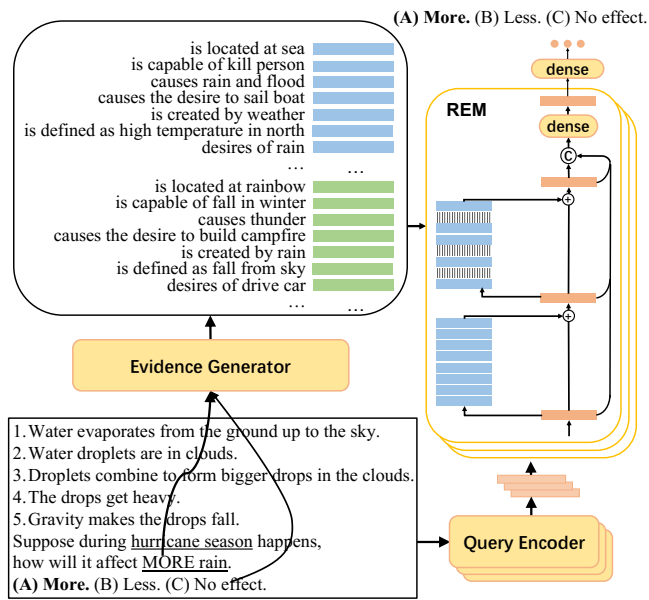 (A) More. (B) Less. (C) No effect.
is located at sea
is capable of kill person
causes rain and flood
causes the desire to sail boat
is created by weather
is defined as high temperature in north
desires of rain
... ...
is located at rainbow
is capable of fall in winter
causes thunder
causes the desire to build campfire
is created by rain
is defined as fall from sky
desires of drive car
... ...
dense
REM
dense
C
Evidence Generator
1. Water evaporates from the ground up to the sky.
2. Water droplets are in clouds.
3. Droplets combine to form bigger drops in the clouds.
4. The drops get heavy.
5. Gravity makes the drops fall.
Suppose during hurricane season happens,
how will it affect MORE rain.
(A) More. (B) Less. (C) No effect.
Query Encoder